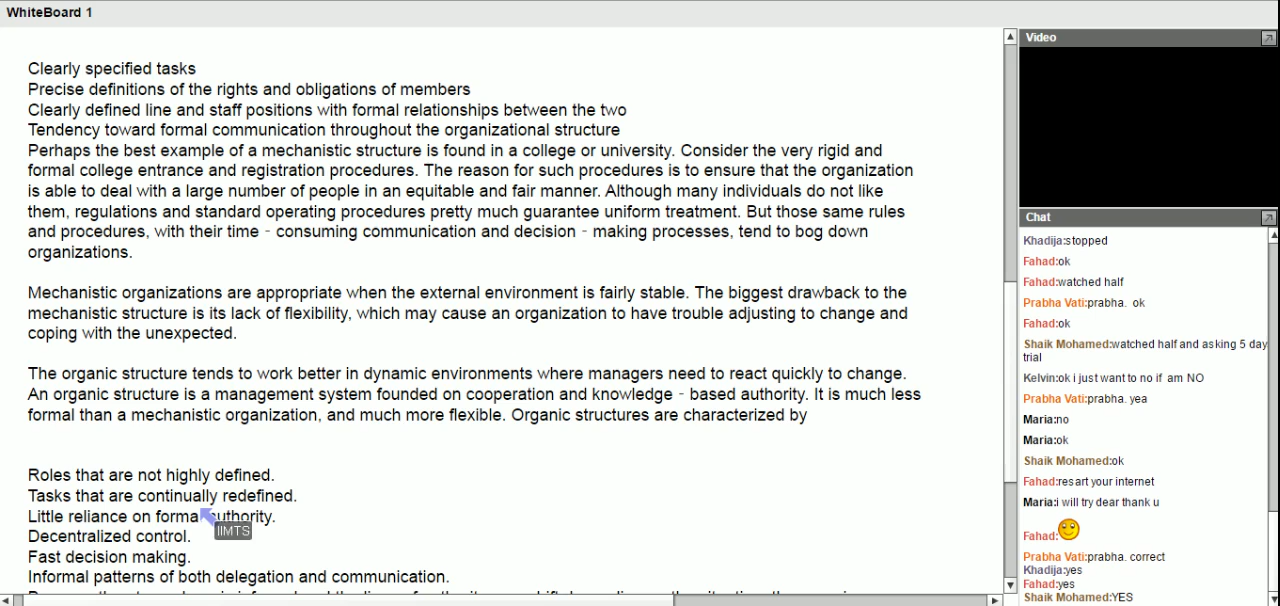 WhiteBoard 1
Clearly specified tasks
Precise definitions of the rights and obligations of members
Clearly defined line and staff positions with formal relationships between the two
Tendency toward formal communication throughout the organizational structure
Perhaps the best example of a mechanistic structure is found in a college or university. Consider the very rigid and
formal college entrance and registration procedures. The reason for such procedures is to ensure that the organization
is able to deal with a large number of people in an equitable and fair manner. Although many individuals do not like
them, regulations and standard operating procedures pretty much guarantee uniform treatment. But those same rules
and procedures, with their time - consuming communication and decision - making processes, tend to bog down
organizations.
Mechanistic organizations are appropriate when the external environment is fairly stable. The biggest drawback to the
mechanistic structure is its lack of flexibility, which may cause an organization to have trouble adjusting to change and
coping with the unexpected.
The organic structure tends to work better in dynamic environments where managers need to react quickly to change.
An organic structure is a management system founded on cooperation and knowledge - based authority. It is much less
formal than a mechanistic organization, and much more flexible. Organic structures are characterized by
Roles that are not highly defined.
Tasks that are continually redefined.
Little reliance on formal authority.
IIMTS
Decentralized control.
Fast decision making.
Informal patterns of both delegation and communication.
Video
Chat
Khadija:stopped
Fahad:ok
Fahad:watched half
Prabha Vati:prabha. ok
Fahad:ok
Shaik Mohamed:watched half and asking 5 day
trial
Kelvin:ok i just want to no if am NO
Prabha Vati:prabha. yea
Maria:no
Maria:ok
Shaik Mohamed:ok
Fahad:resart your internet
Maria:i will try dear thank u
Fahad:
Prabha Vati:prabha. correct
Khadija:yes
Fahad:yes
Shaik Mohamed:YES